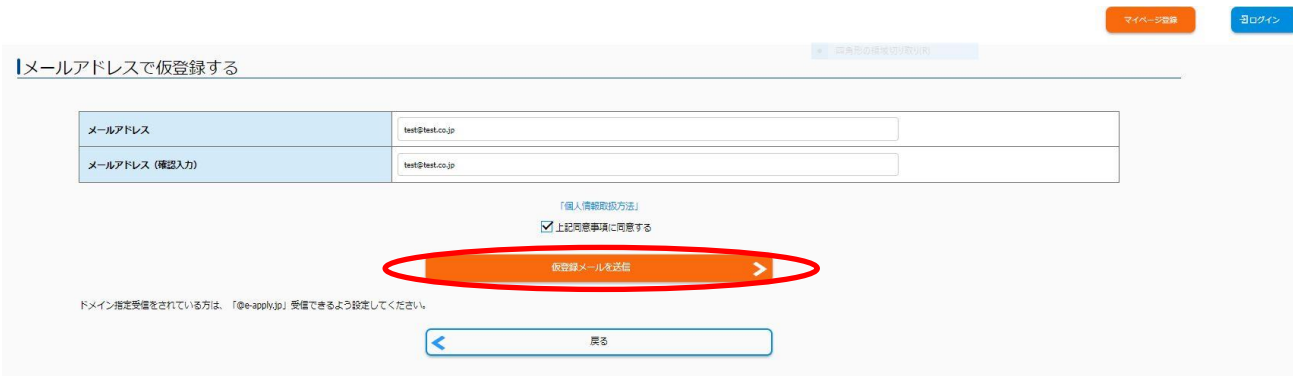 マイページ登録
ログイン
メールアドレスで仮登録する
メールアドレス
test@test.co.jp
メールアドレス（確認入力）
test@test.co.jp
「個人情報取扱方法」
上記同意事項に同意する
仮登録メールを送信
ドメイン指定受信をされている方は、「@e-apply.jp」受信できるよう設定してください。
戻る